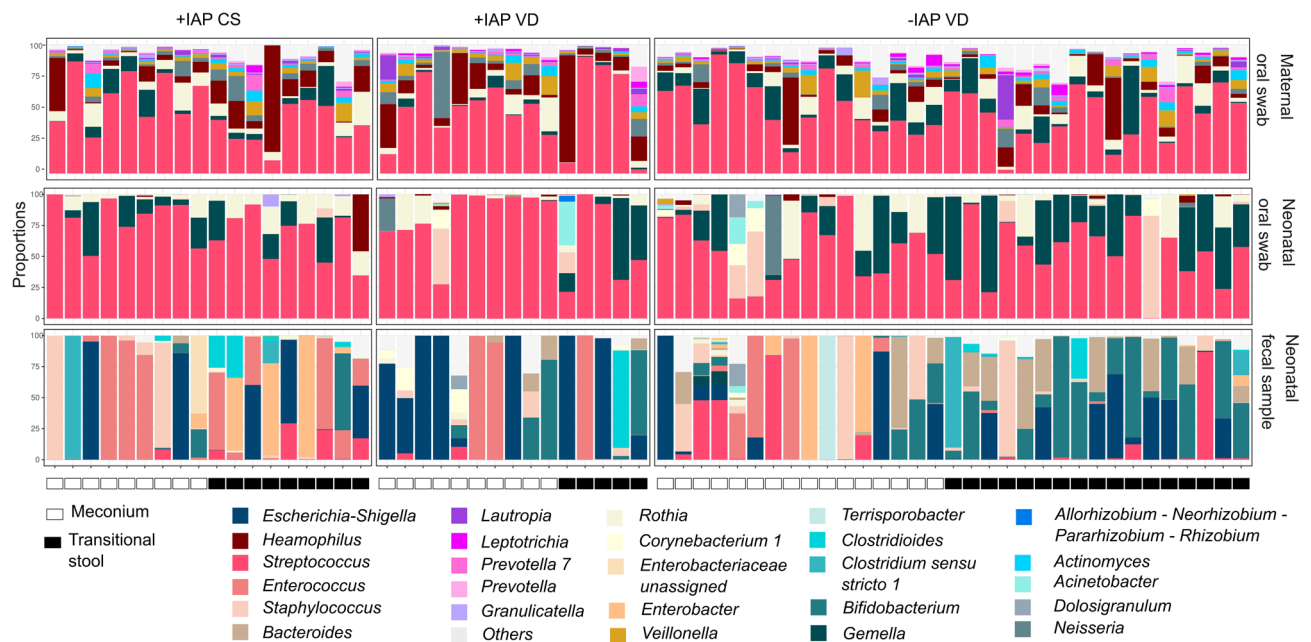 +IAP CS
+IAP VD
-IAP VD
100
75
50
25
0
Maternal
oral swab
Proportions
100
75
50
25
0
Neonatal
oral swab
100
75
50
25
0
Neonatal
fecal sample
Meconium
Transitional
stool
Escherichia-Shigella
Heamophilus
Streptococcus
Enterococcus
Staphylococcus
Bacteroides
Lautropia
Leptotrichia
Prevotella 7
Prevotella
Granulicatella
Others
Rothia
Corynebacterium 1
Enterobacteriaceae
unassigned
Enterobacter
Veillonella
Terrisporobacter
Clostridioides
Clostridium sensu
stricto 1
Bifidobacterium
Gemella
Allorhizobium - Neorhizobium -
Pararhizobium - Rhizobium
Actinomyces
Acinetobacter
Dolosigranulum
Neisseria